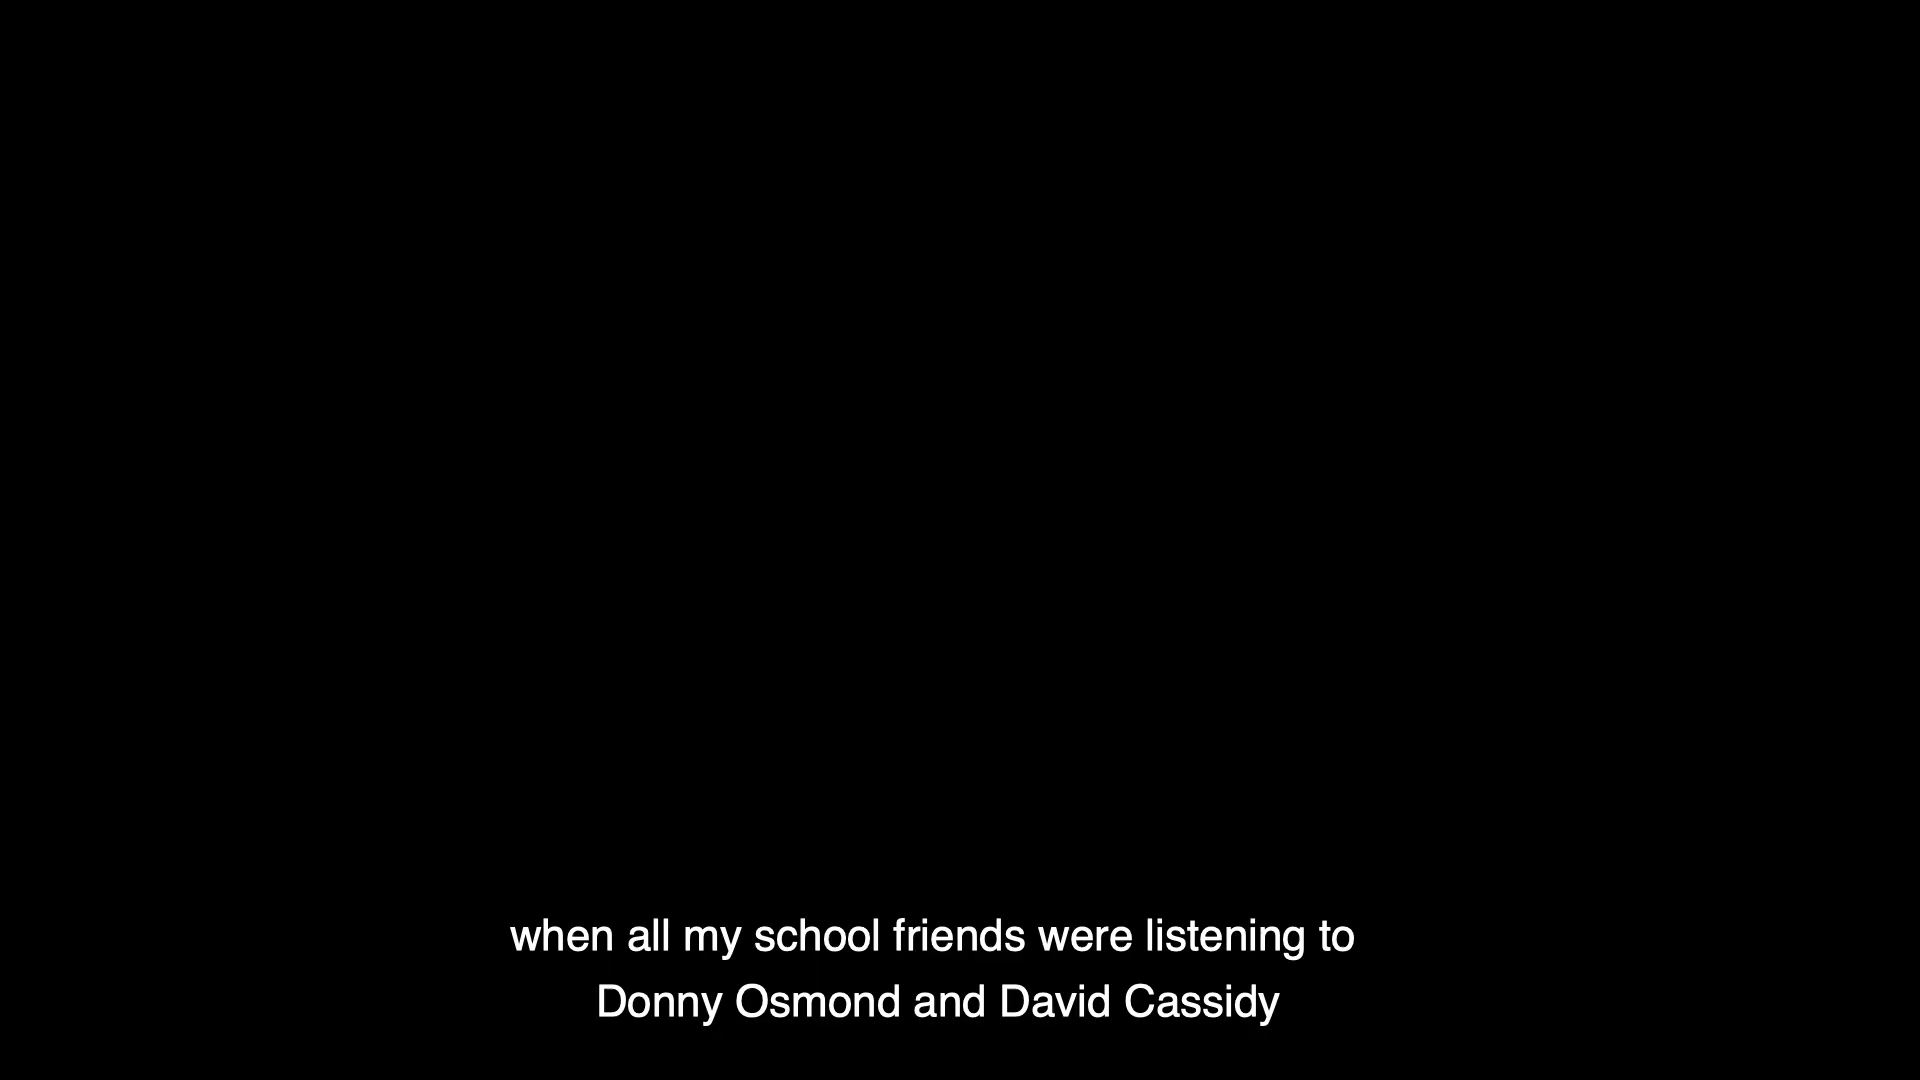 when all my school friends were listening to
Donny Osmond and David Cassidy